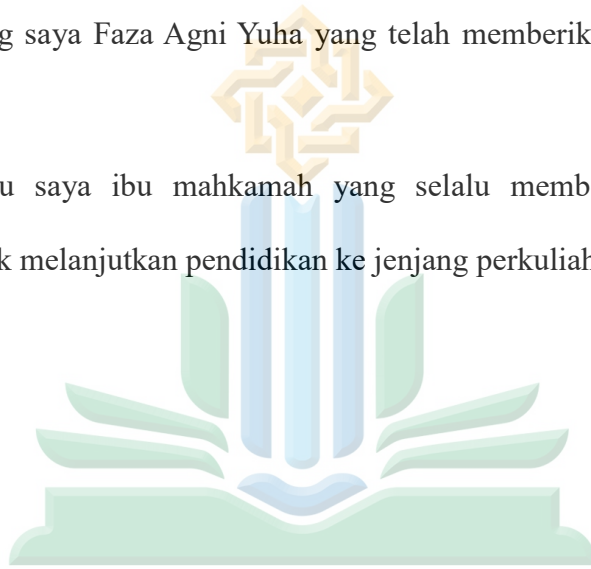 g saya Faza Agni Yuha yang telah memberik
u saya ibu mahkamah yang selalu memb
k melanjutkan pendidikan ke jenjang perkuliah